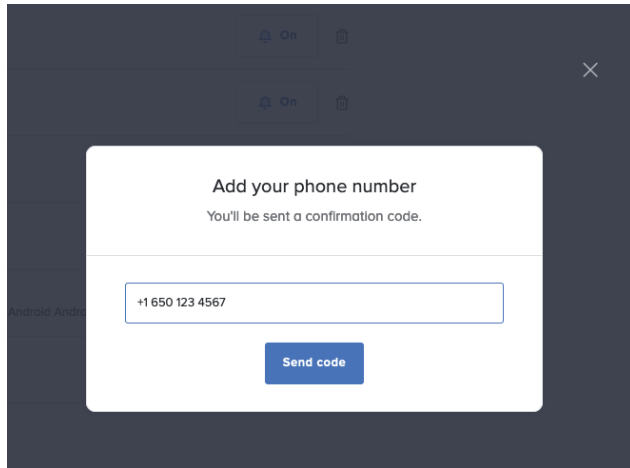 On
On
Add your phone number
You'll be sent a confirmation code.
Android Andro
+1 650 123 4567
Send code